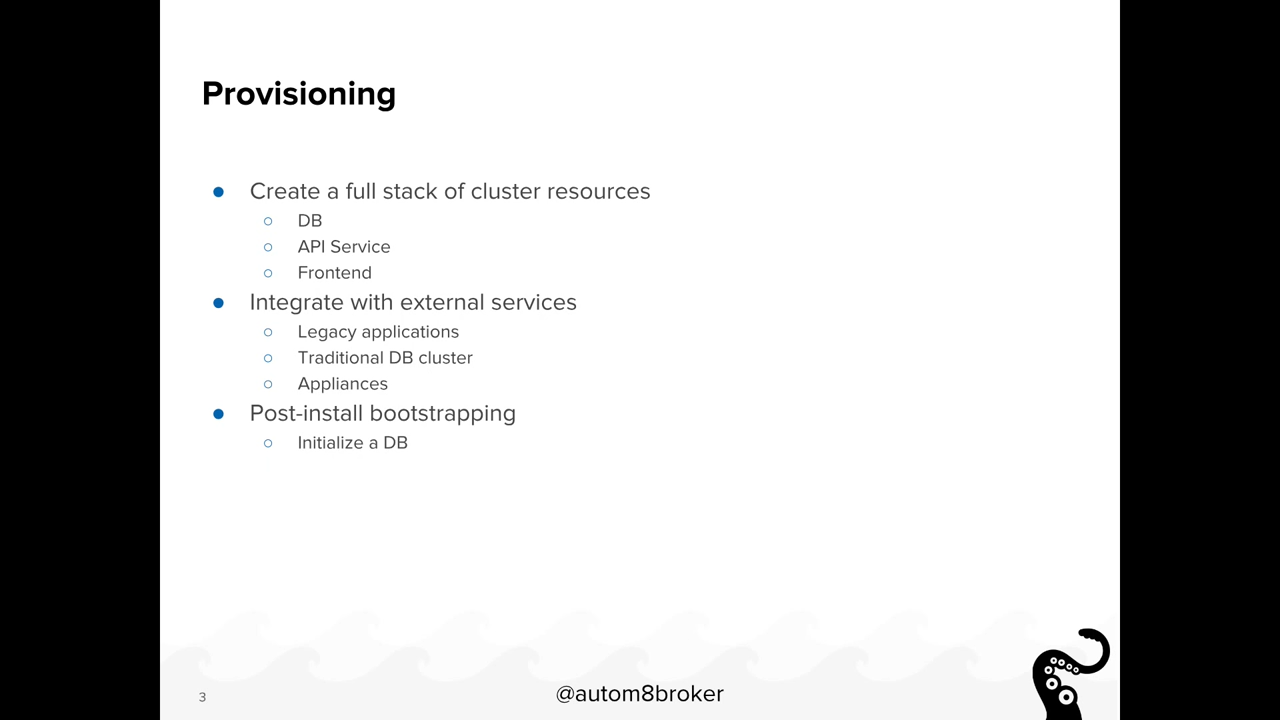 Provisioning
● Create a full stack of cluster resources
○ DB
○ API Service
○ Frontend
● Integrate with external services
○ Legacy applications
○ Traditional DB cluster
○ Appliances
● Post-install bootstrapping
○ Initialize a DB
3
@autom8broker